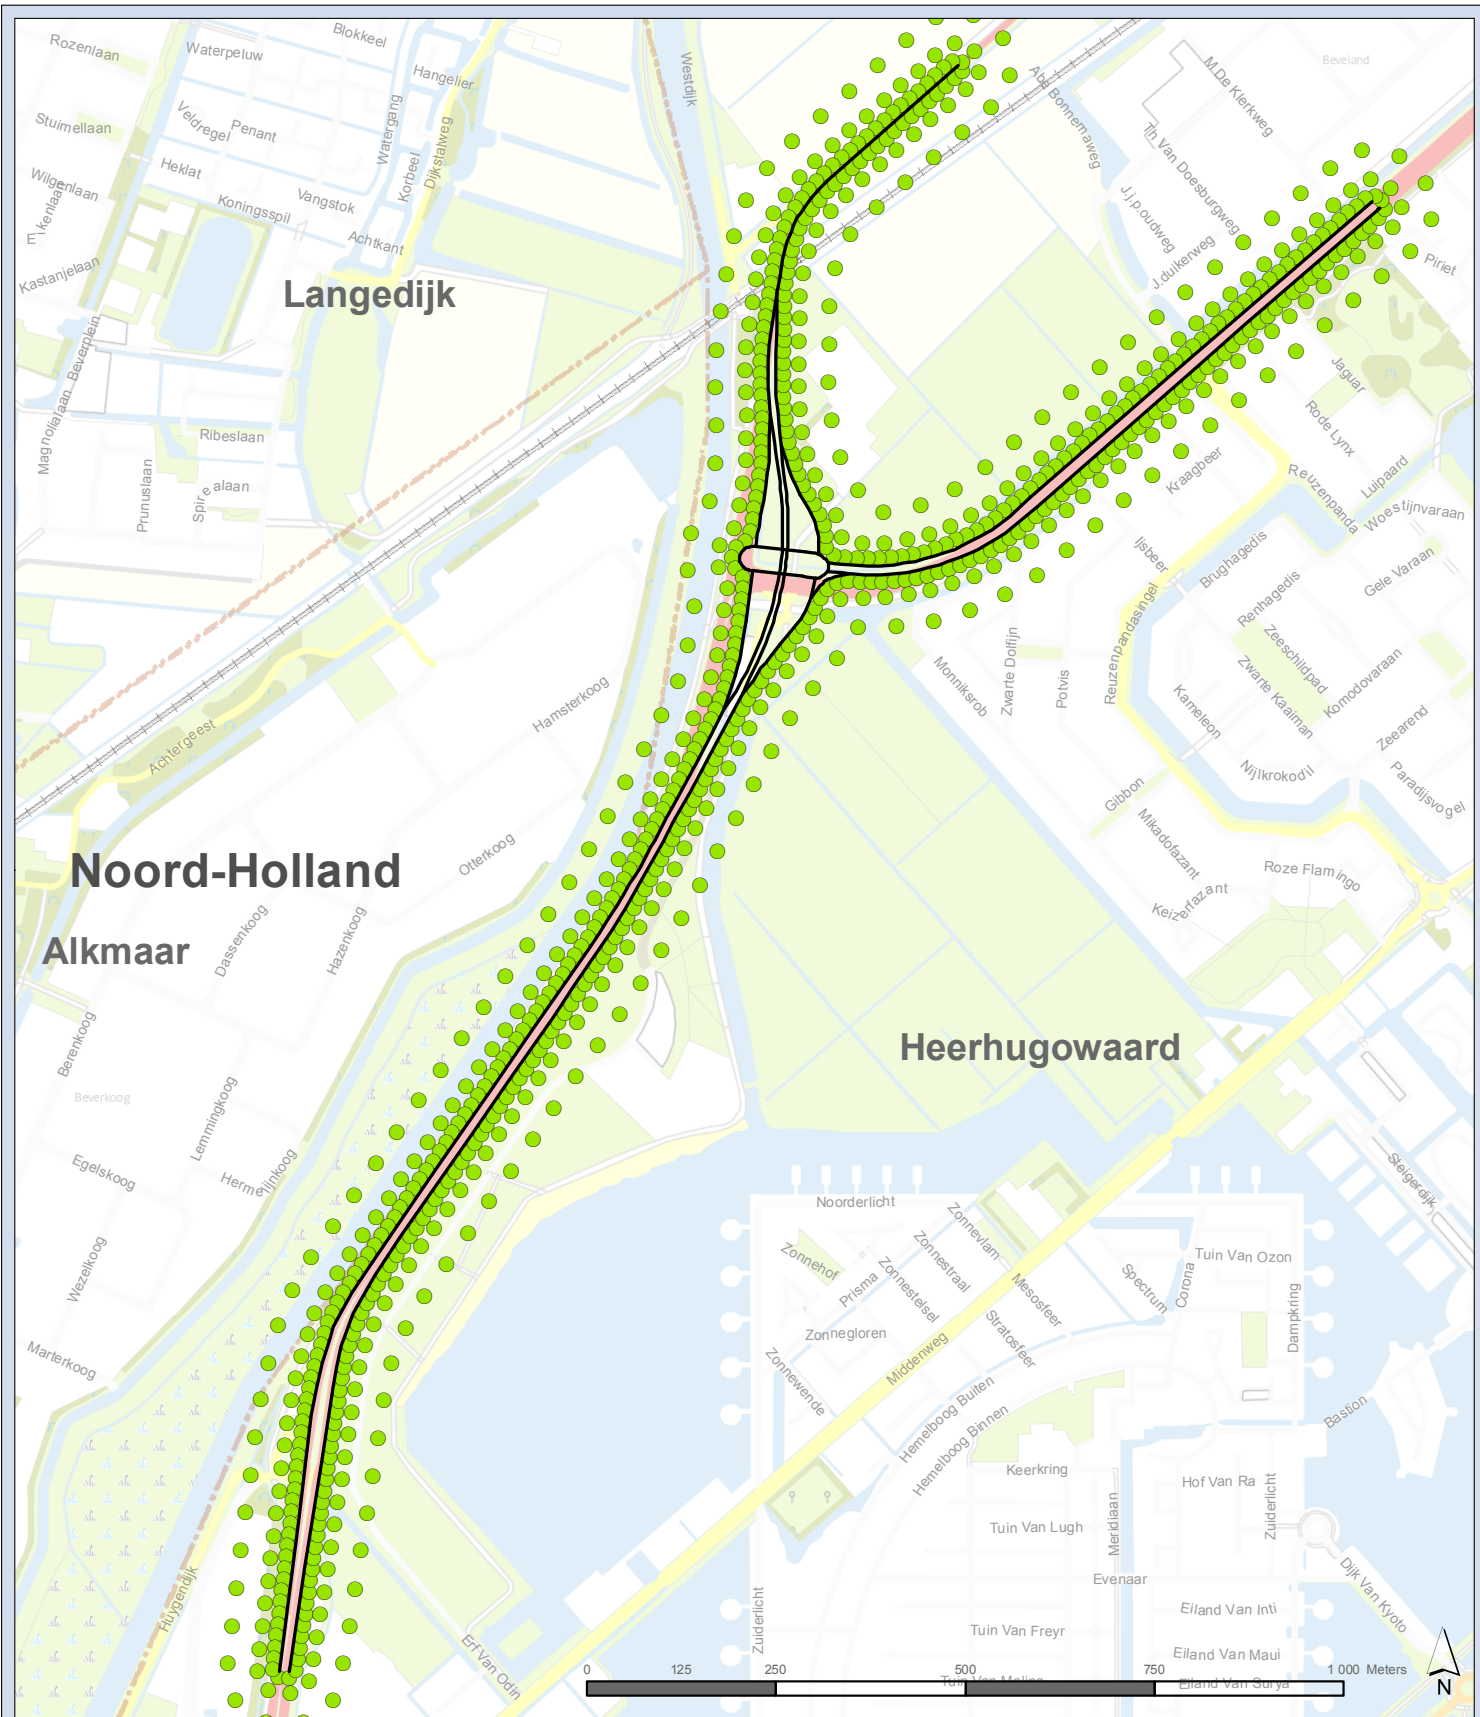 Blokkeel
Rozenlaan
Waterpeluw
Westdijk
Hangelier
Beveland
M.De Klerkweg
Abe Bonnemaweg
Veldregel
Penant
Watergang
Stuimellaan
Th Van Doesburgweg
Dijkstalweg
Heklat
Korbeel
Wilgenlaan
Vangstok
Koningsspil
Eikenlaan
J.j.p.oudweg
Achtkant
J.duikerweg
Piriet
Kastanjelaan
Langedijk
Beverplein
Jaguar
Magnolialaan
Rode Lynx
Ribeslaan
Kraagbeer
Luipaard
Reuzenpanda
Prunuslaan
Spirealaan
Woestijnvaraan
Ijsbeer
Brughagedis
Gele Varaan
Renhagedis
Reuzenpandasingel
Zeeschildpad
Zwarte Dolfijn
Monniksrob
Potvis
Zwarte Kaaiman
Komodovaraan
Hamsterkoog
Kameleon
Zeearend
Achtergeest
Nijlkrokodil
Paradijsvogel
Gibbon
Mikadofazant
Otterkoog
Noord-Holland
Roze Flamingo
Keizerfazant
Dassenkoog
Hazenkoog
Alkmaar
Berenkoog
Heerhugowaard
Beverkoog
Lemmingkoog
Egelskoog
Hermelijnkoog
Steigerdijk
Noorderlicht
Zonnevlam
Zonnehof
Zonnestraal
Tuin Van Ozon
Wezelkoog
Prisma
Zonnestelsel
Mesosfeer
Spectrum
Corona
Dampkring
Stratosfeer
Zonnegloren
Marterkoog
Middenweg
Zonnewende
Hemelboog Buiten
Hemelboog Binnen
Bastion
Keerkring
Hof Van Ra
Zuiderlicht
Meridiaan
Tuin Van Lugh
Huygendijk
Evenaar
Dijk Van Kyoto
Zuiderlicht
Eiland Van Inti
Tuin Van Freyr
Erf Van Odin
Eiland Van Maui
0 125 250 500 750 1 000 Meters
Eiland Van Surya
N